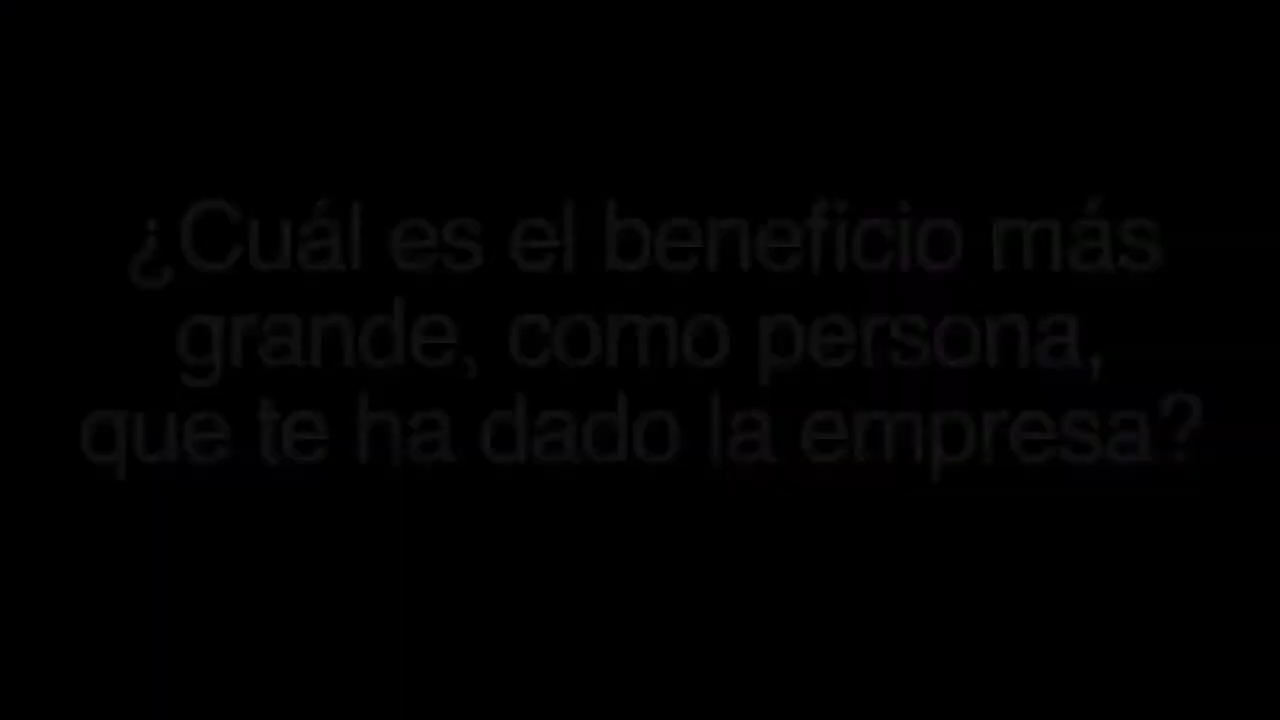 ¿Cuál es el beneficio más
grande, como persona,
que te ha dado la empresa?